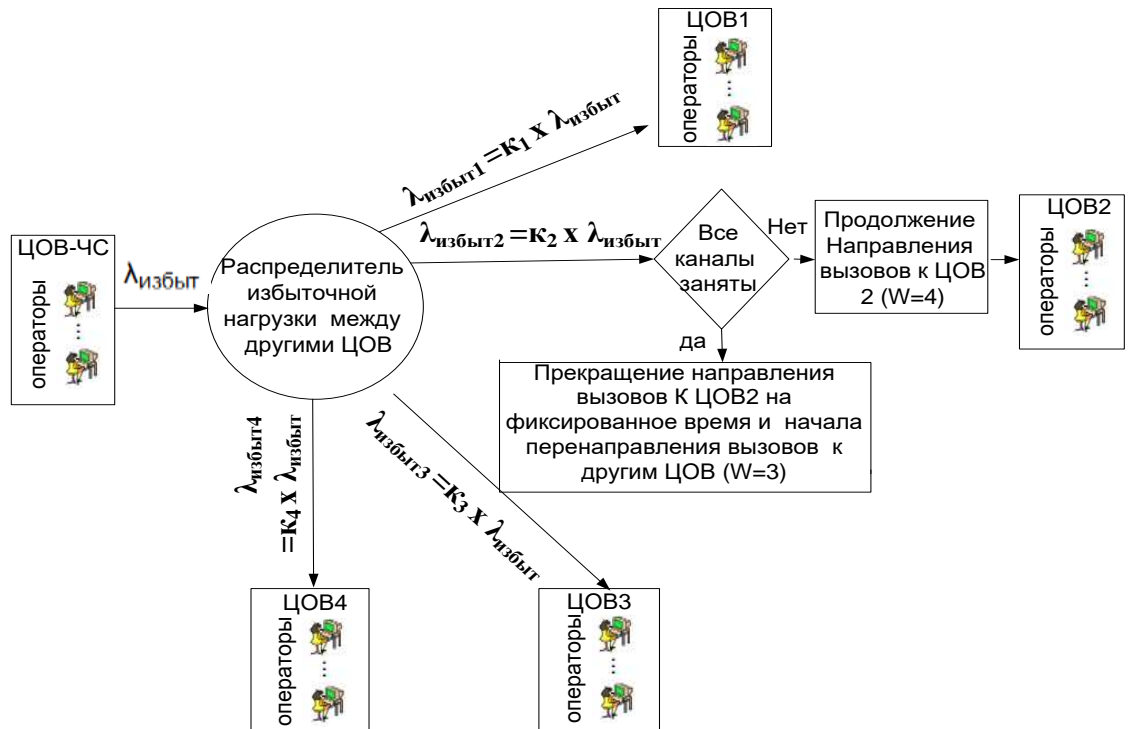 ЦОВ1
операторы
λизбыт1 =к1 x λизбыт
ЦОВ-ЧС
операторы
λизбыт
Распределитель
избыточной
нагрузки между
другими ЦОВ
λизбыт2 =к2 x λизбыт
Все
каналы
заняты
Нет
Продолжение
Направления
вызовов к ЦОВ
2 (W=4)
ЦОВ2
операторы
да
Прекращение направления
вызовов К ЦОВ2 на
фиксированное время и начала
перенаправления вызовов к
другим ЦОВ (W=3)
λизбыт4
=к4 x λизбыт
λизбыт3 =К3 x λизбыт
ЦОВ4
операторы
ЦОВ3
операторы